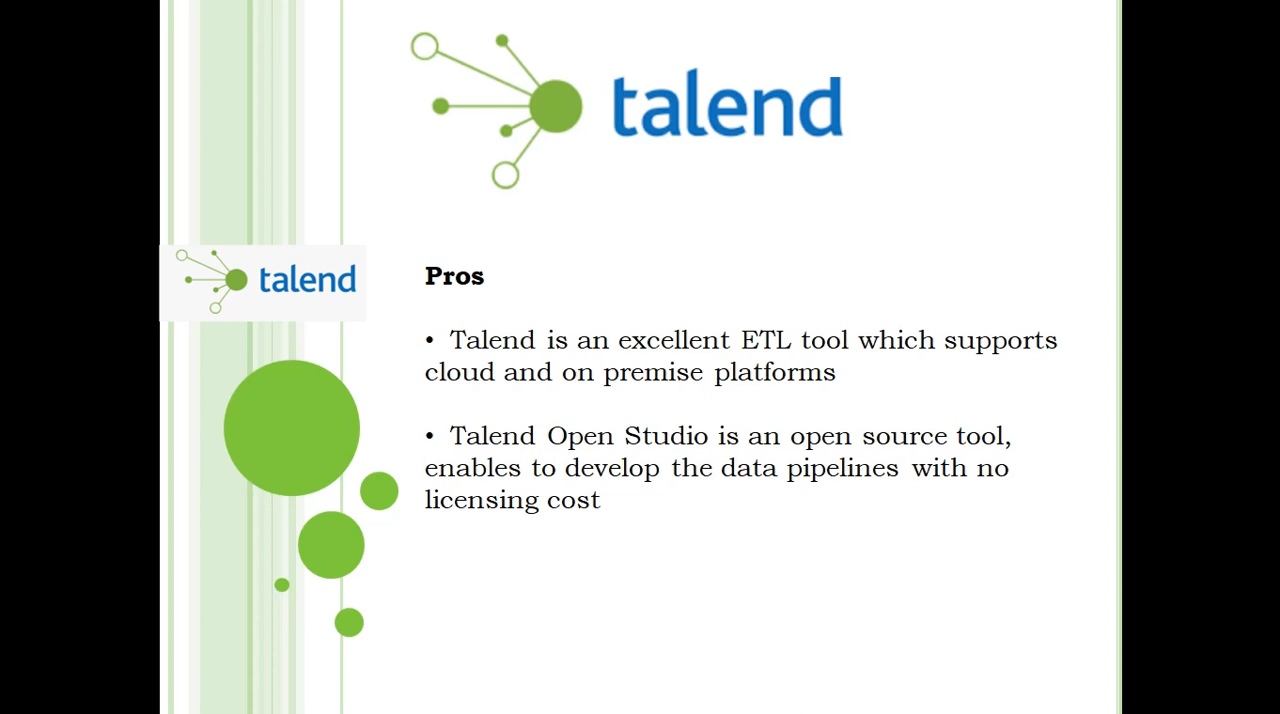 talend
talend
Pros
• Talend is an excellent ETL tool which supports
cloud and on premise platforms
• Talend Open Studio is an open source tool,
enables to develop the data pipelines with no
licensing cost